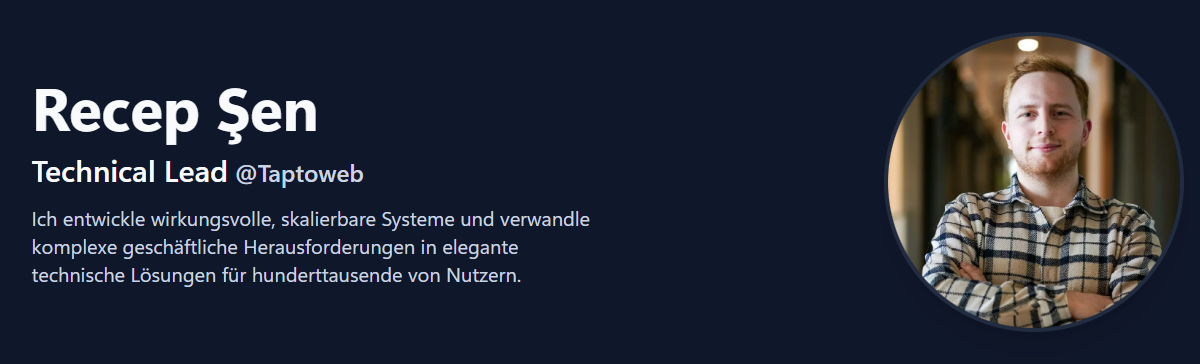 Recep Şen
Technical Lead @Taptoweb
Ich entwickle wirkungsvolle, skalierbare Systeme und verwandle
komplexe geschäftliche Herausforderungen in elegante
technische Lösungen für hunderttausende von Nutzern.